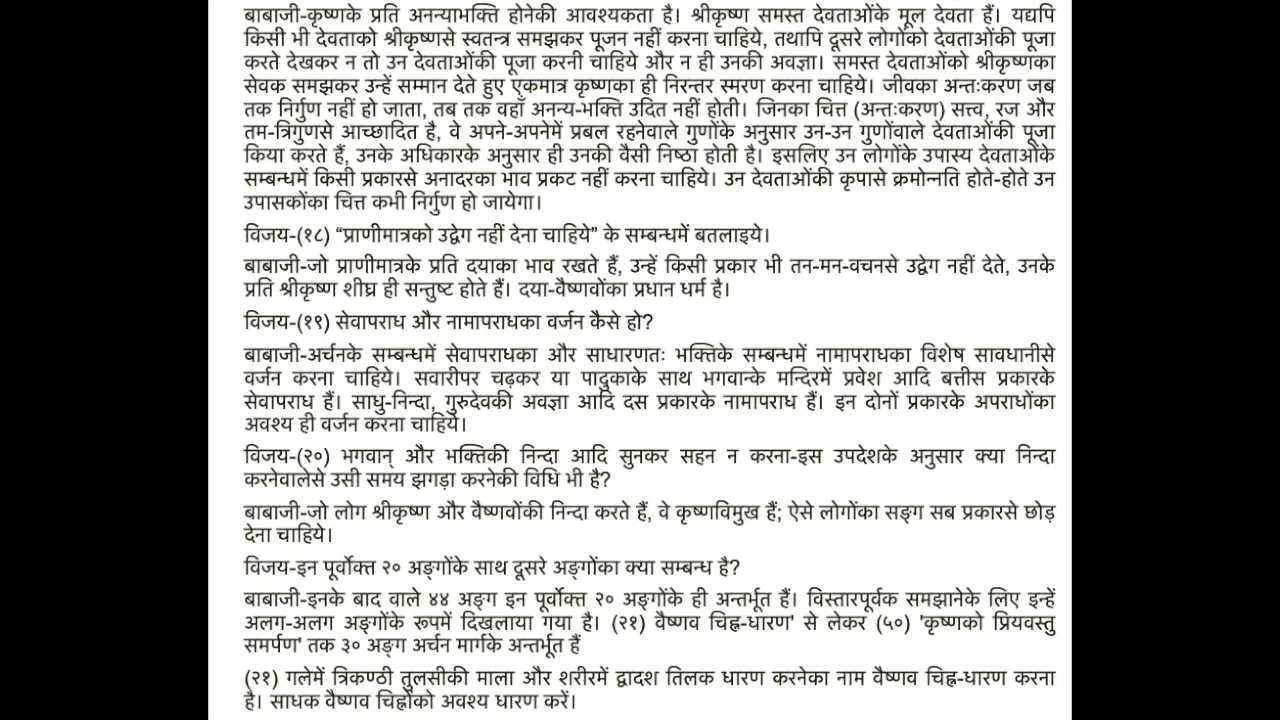 बाबाजी-कृष्णके प्रति अनन्याभक्ति होनेकी आवश्यकता है। श्रीकृष्ण समस्त देवताओंके मूल देवता हैं। यद्यपि
किसी भी देवताको श्रीकृष्णसे स्वतन्त्र समझकर पूजन नहीं करना चाहिये, तथापि दूसरे लोगोंको देवताओंकी पूजा
करते देखकर न तो उन देवताओंकी पूजा करनी चाहिये और न ही उनकी अवज्ञा। समस्त देवताओंको श्रीकृष्णका
सेवक समझकर उन्हें सम्मान देते हुए एकमात्र कृष्णका ही निरन्तर स्मरण करना चाहिये। जीवका अन्तःकरण जब
तक निर्गुण नहीं हो जाता, तब तक वहाँ अनन्य-भक्ति उदित नहीं होती। जिनका चित्त (अन्तःकरण) सत्त्व, रज और
तम-त्रिगुणसे आच्छादित है, वे अपने-अपनेमें प्रबल रहनेवाले गुणोंके अनुसार उन-उन गुणोंवाले देवताओंकी पूजा
किया करते हैं, उनके अधिकारके अनुसार ही उनकी वैसी निष्ठा होती है। इसलिए उन लोगोंके उपास्य देवताओंके
सम्बन्धमें किसी प्रकारसे अनादरका भाव प्रकट नहीं करना चाहिये। उन देवताओंकी कृपासे क्रमोन्नति होते-होते उन
उपासकोंका चित्त कभी निर्गुण हो जायेगा।
विजय-(१८) “प्राणीमात्रको उद्वेग नहीं देना चाहिये” के सम्बन्धमें बतलाइये।
बाबाजी-जो प्राणीमात्रके प्रति दयाका भाव रखते हैं, उन्हें किसी प्रकार भी तन-मन-वचनसे उद्वेग नहीं देते, उनके
प्रति श्रीकृष्ण शीघ्र ही सन्तुष्ट होते हैं। दया-वैष्णवोंका प्रधान धर्म है।
विजय-(१९) सेवापराध और नामापराधका वर्जन कैसे हो?
बाबाजी-अर्चनके सम्बन्धमें सेवापराधका और साधारणतः भक्तिके सम्बन्धमें नामापराधका विशेष सावधानीसे
वर्जन करना चाहिये। सवारीपर चढ़कर या पादुकाके साथ भगवान्के मन्दिरमें प्रवेश आदि बत्तीस प्रकारके
सेवापराध हैं। साधु-निन्दा, गुरुदेवकी अवज्ञा आदि दस प्रकारके नामापराध हैं। इन दोनों प्रकारके अपराधोंका
अवश्य ही वर्जन करना चाहिये।
विजय-(२०) भगवान् और भक्तिकी निन्दा आदि सुनकर सहन न करना-इस उपदेशके अनुसार क्या निन्दा
करनेवालेसे उसी समय झगड़ा करनेकी विधि भी है?
बाबाजी-जो लोग श्रीकृष्ण और वैष्णवोंकी निन्दा करते हैं, वे कृष्णविमुख हैं; ऐसे लोगोंका सङ्ग सब प्रकारसे छोड़
देना चाहिये।
विजय-इन पूर्वोक्त २० अङ्गोंके साथ दूसरे अङ्गोंका क्या सम्बन्ध है?
बाबाजी-इनके बाद वाले ४४ अङ्ग इन पूर्वोक्त २० अङ्गोंके ही अन्तर्भूत हैं। विस्तारपूर्वक समझानेके लिए इन्हें
अलग-अलग अङ्गोंके रूपमें दिखलाया गया है। (२१) वैष्णव चिह्न-धारण' से लेकर (५०) 'कृष्णको प्रियवस्तु
समर्पण' तक ३० अङ्ग अर्चन मार्गके अन्तर्भूत हैं
(२१) गलेमें त्रिकण्ठी तुलसीकी माला और शरीरमें द्वादश तिलक धारण करनेका नाम वैष्णव चिह्न-धारण करना
है। साधक वैष्णव चिह्नोंको अवश्य धारण करें।